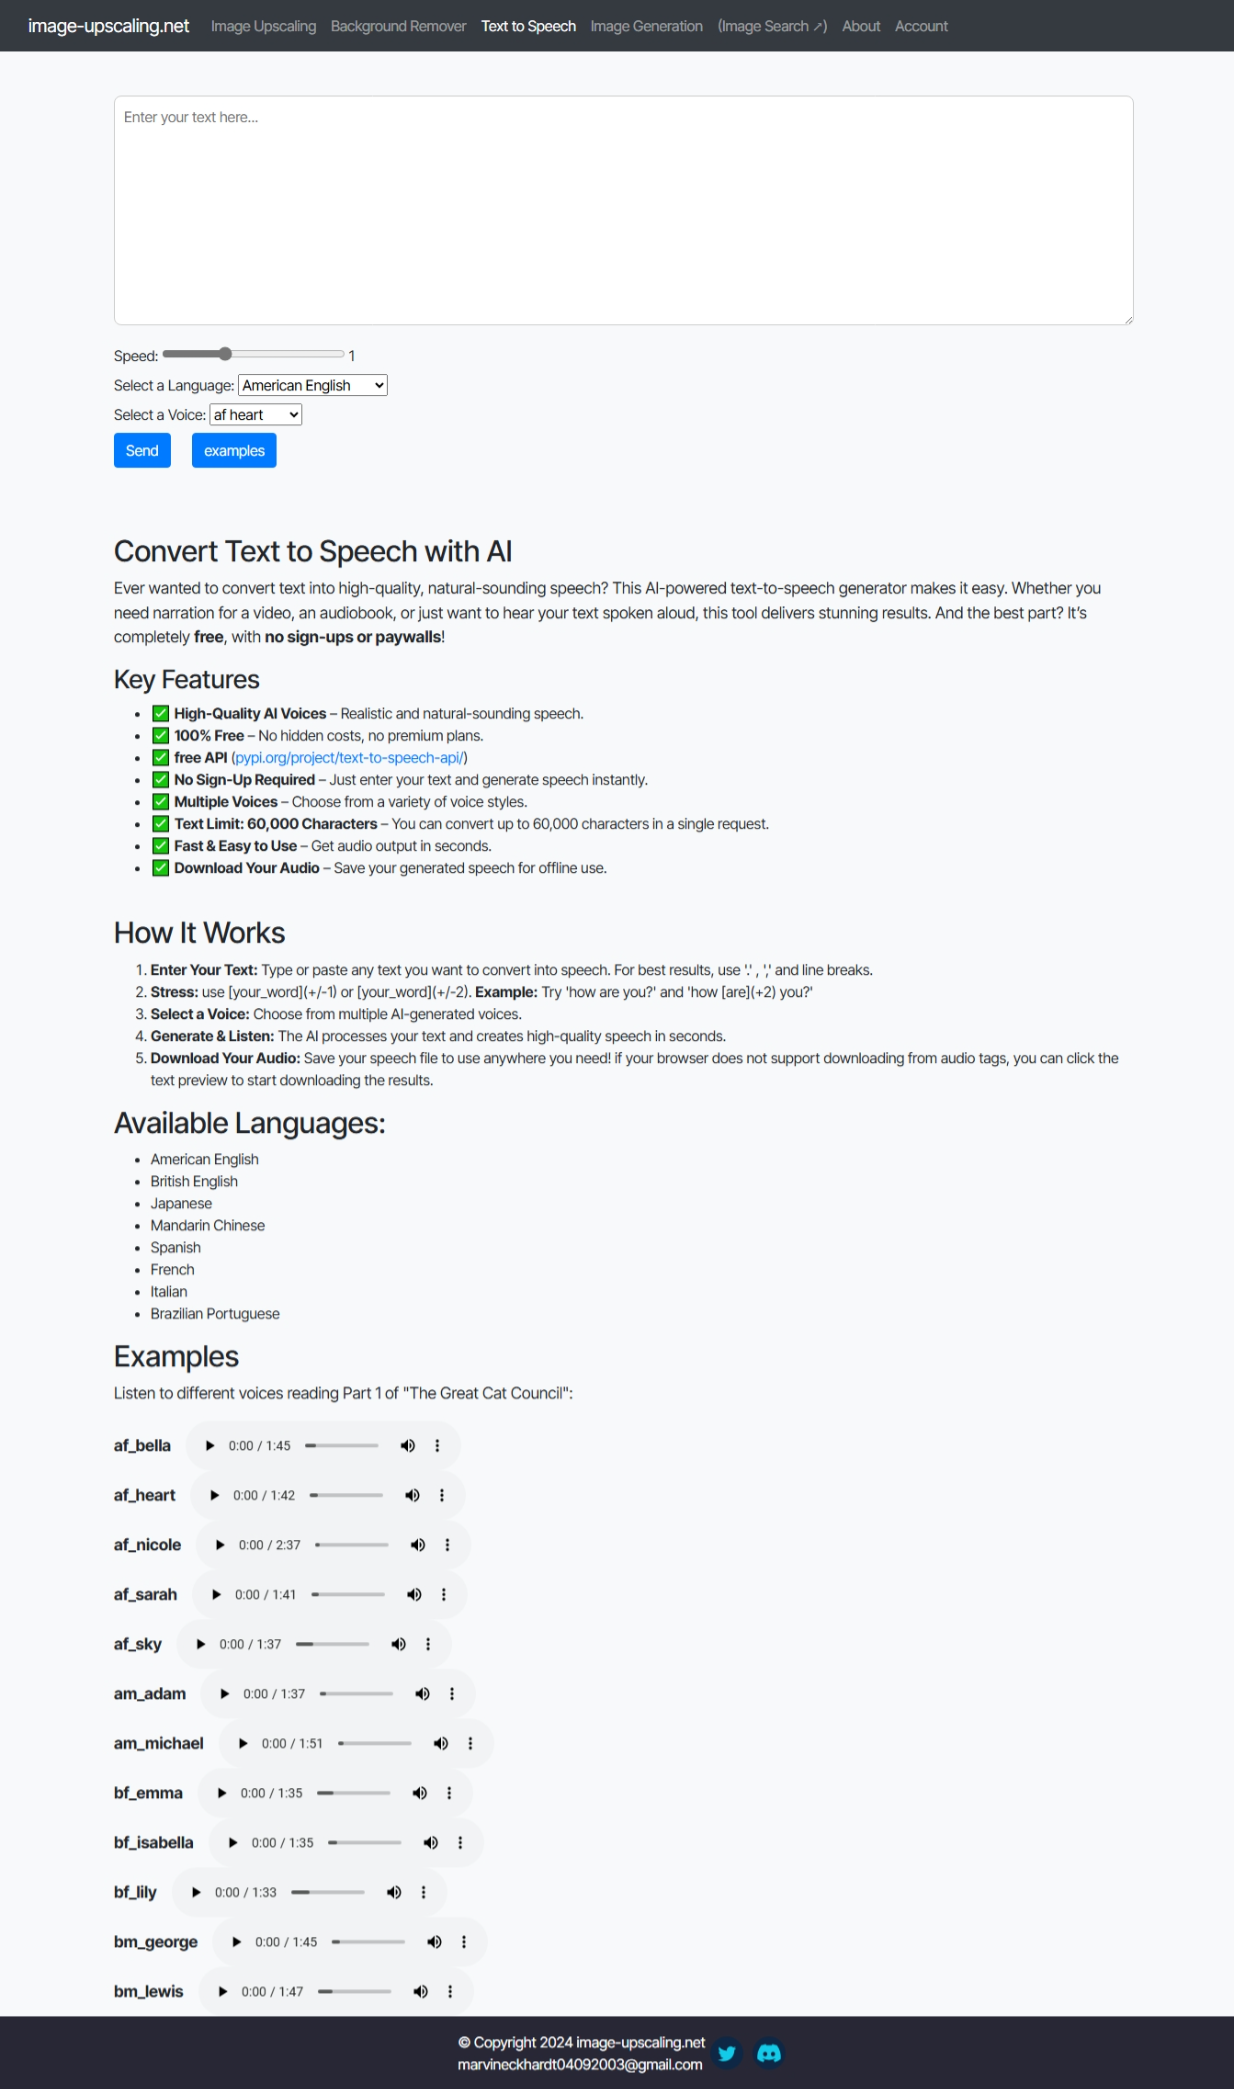 image-upscaling.net Image Upscaling Background Remover Text to Speech Image Generation (Image Search ↗) About Account
Enter your text here...
Speed: 1
Select a Language: American English
Select a Voice: af heart
Send examples
Convert Text to Speech with AI
Ever wanted to convert text into high-quality, natural-sounding speech? This AI-powered text-to-speech generator makes it easy. Whether you
need narration for a video, an audiobook, or just want to hear your text spoken aloud, this tool delivers stunning results. And the best part? It's
completely free, with no sign-ups or paywalls!
Key Features
• ✅ High-Quality AI Voices – Realistic and natural-sounding speech.
• ✅ 100% Free – No hidden costs, no premium plans.
• ✅ free API (pypi.org/project/text-to-speech-api/)
• ✅ No Sign-Up Required – Just enter your text and generate speech instantly.
• ✅ Multiple Voices – Choose from a variety of voice styles.
• ✅ Text Limit: 60,000 Characters – You can convert up to 60,000 characters in a single request.
• ✅ Fast & Easy to Use – Get audio output in seconds.
• ✅ Download Your Audio – Save your generated speech for offline use.
How It Works
1. Enter Your Text: Type or paste any text you want to convert into speech. For best results, use '.' , ',' and line breaks.
2. Stress: use [your_word](+/-1) or [your_word](+/-2). Example: Try 'how are you?' and 'how [are](+2) you?'
3. Select a Voice: Choose from multiple AI-generated voices.
4. Generate & Listen: The AI processes your text and creates high-quality speech in seconds.
5. Download Your Audio: Save your speech file to use anywhere you need! if your browser does not support downloading from audio tags, you can click the
text preview to start downloading the results.
Available Languages:
• American English
• British English
• Japanese
• Mandarin Chinese
• Spanish
• French
• Italian
• Brazilian Portuguese
Examples
Listen to different voices reading Part 1 of "The Great Cat Council":
af_bella 0:00 / 1:45
af_heart 0:00 / 1:42
af_nicole 0:00 / 2:37
af_sarah 0:00 / 1:41
af_sky 0:00 / 1:37
am_adam 0:00 / 1:37
am_michael 0:00 / 1:51
bf_emma 0:00 / 1:35
bf_isabella 0:00 / 1:35
bf_lily 0:00 / 1:33
bm_george 0:00 / 1:45
bm_lewis 0:00 / 1:47
© Copyright 2024 image-upscaling.net
marvineckhardt04092003@gmail.com